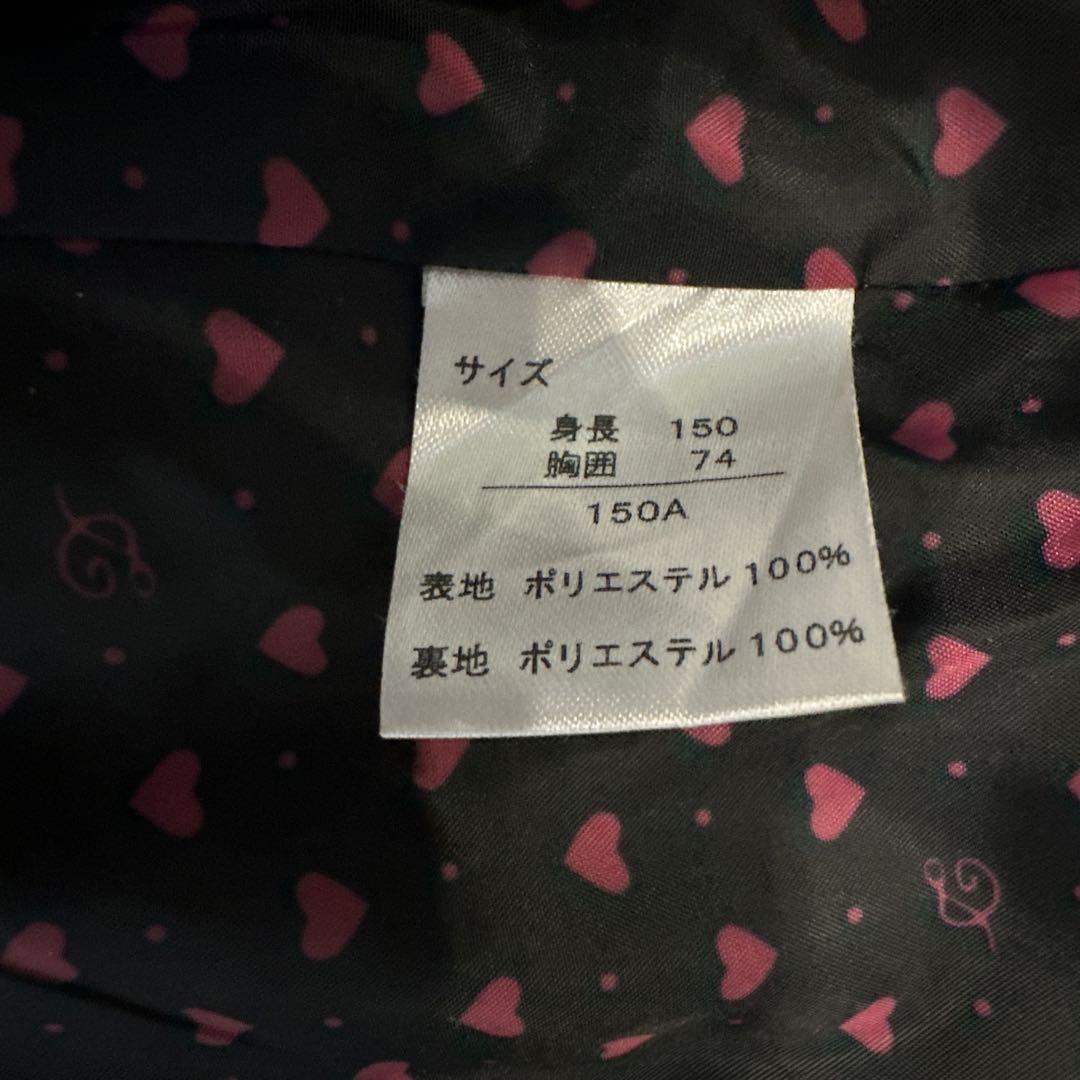 サイズ
身長 150
胸囲 74
150A
表地 ポリエステル 100%
裏地 ポリエステル 100%